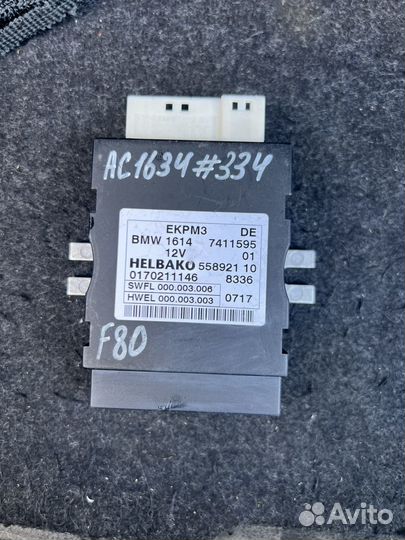 AC1634#334
EKPM3 DE
BMW 1614 7411595
12V 01
HELBAKO 558921 10
0170211146 8336
SWFL 000.003.006
HWEL 000.003.003 0717
F80
Avito